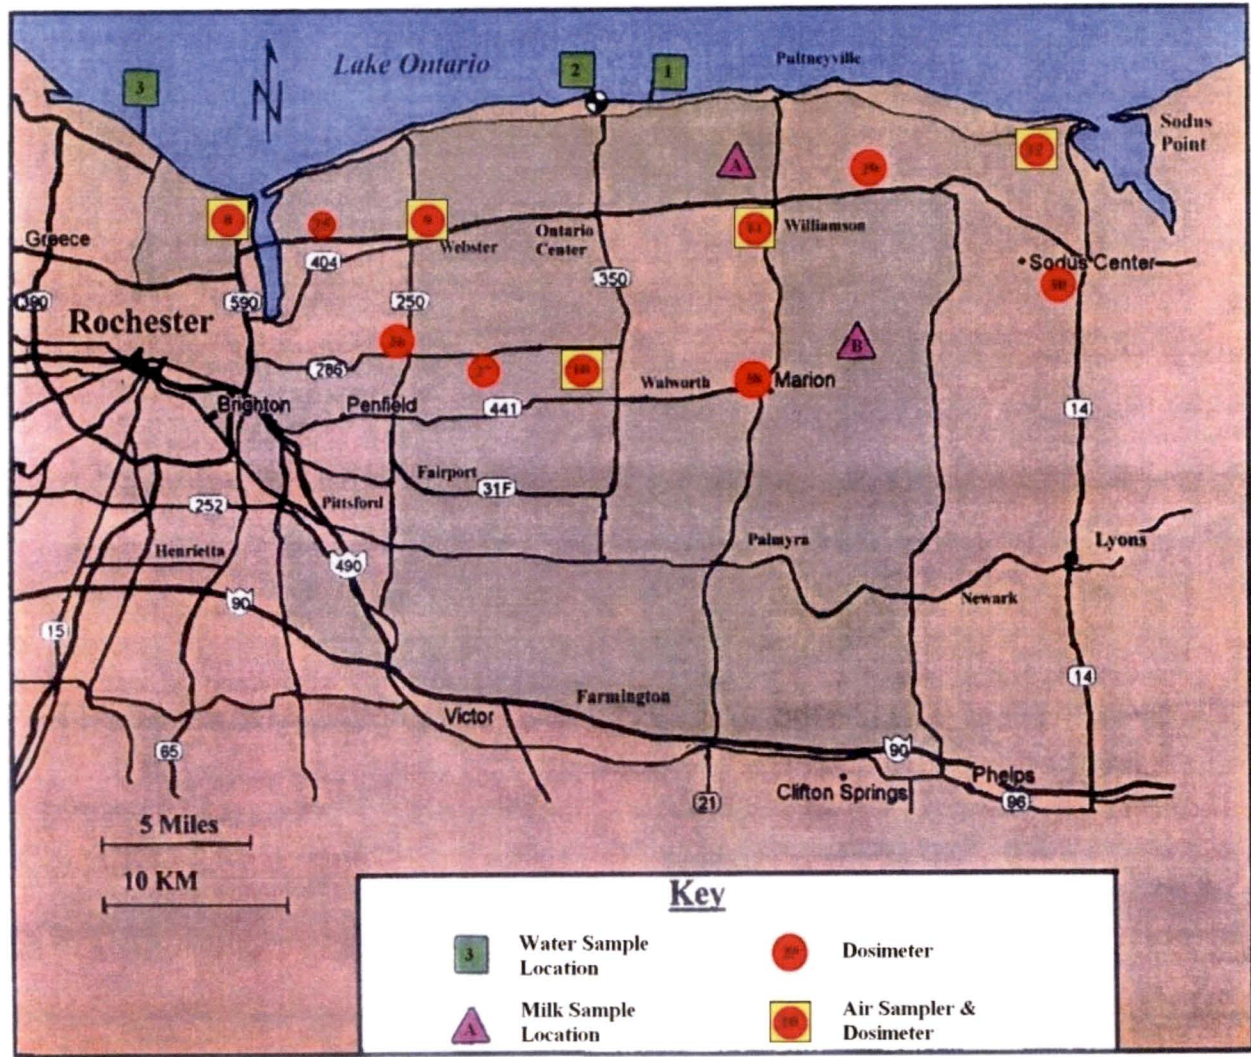 Lake Ontario
Pultneyville
3
2
1
N
Sodus
Point
A
8
9
Greece
Webster
Ontario
Center
Williamson
Sodus Center
404
390
590
250
350
Rochester
B
286
Walworth
Marion
14
Brighton
Penfield
441
Fairport
31F
252
Pittsford
Henrietta
490
Palmyra
Lyons
90
Newark
15
14
Farmington
Victor
65
90
Phelps
Clifton Springs
21
96
5 Miles
10 KM
Key
3
Water Sample
Location
Dosimeter
A
Milk Sample
Location
Air Sampler &
Dosimeter